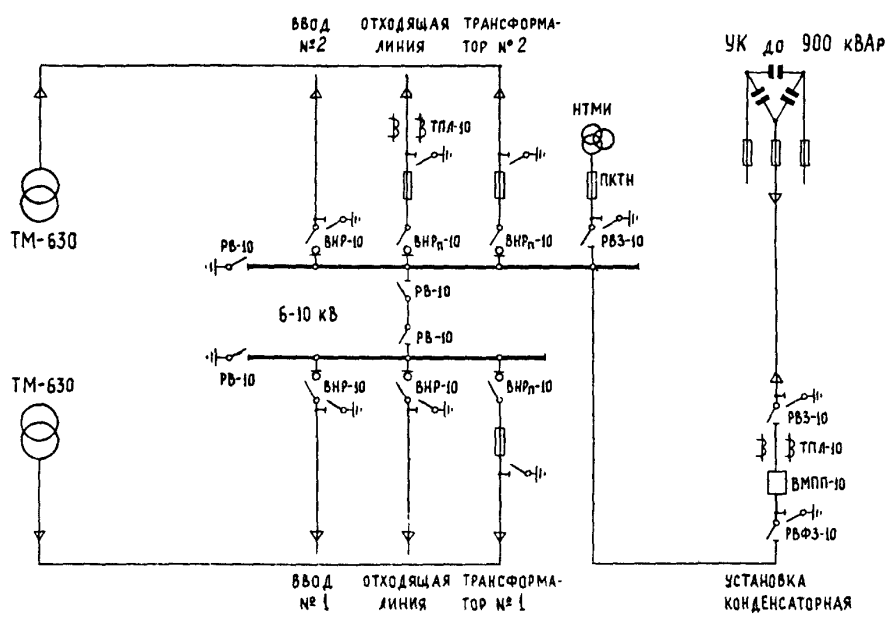 ВВОД
№2
ОТХОДЯЩАЯ
ЛИНИЯ
ТРАНСФОРМА-
ТОР №2
УК до 900 кВАр
ТПЛ-10
НТМИ
ПКТН
ТМ-630
РВ-10
ВНР-10
ВНРп-10
ВНРп-10
РВЗ-10
РВ-10
6-10 кВ
РВ-10
РВ-10
ТМ-630
ВНР-10
ВНР-10
ВНРп-10
РВЗ-10
ТПЛ-10
ВМПП-10
РВФЗ-10
ВВОД
№1
ОТХОДЯЩАЯ
ЛИНИЯ
ТРАНСФОРМА-
ТОР №1
УСТАНОВКА
КОНДЕНСАТОРНАЯ